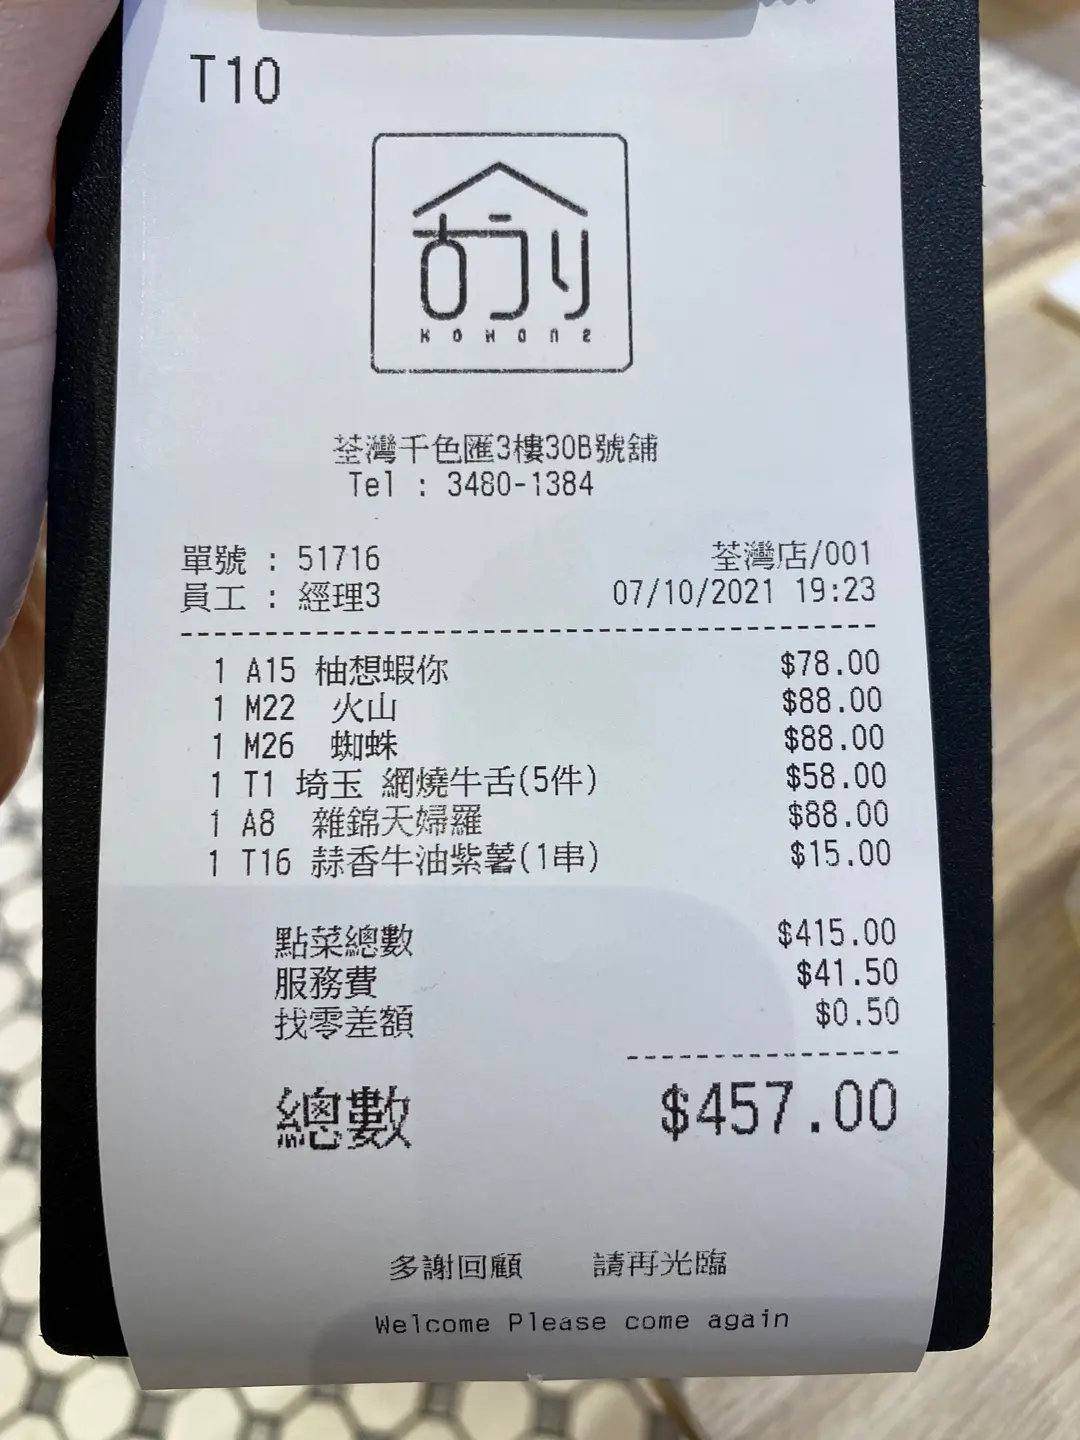 T10
KOHONE
荃灣千色匯3樓30B號舖
Tel : 3480-1384
單號 : 51716 荃灣店/001
員工 : 經理3 07/10/2021 19:23
1 A15 柚想蝦你 $78.00
1 M22 火山 $88.00
1 M26 蜘蛛 $88.00
1 T1 埼玉 網燒牛舌(5件) $58.00
1 A8 雜錦天婦羅 $88.00
1 T16 蒜香牛油紫薯(1串) $15.00
點菜總數 $415.00
服務費 $41.50
找零差額 $0.50
總數 $457.00
多謝回顧 請再光臨
Welcome Please come again